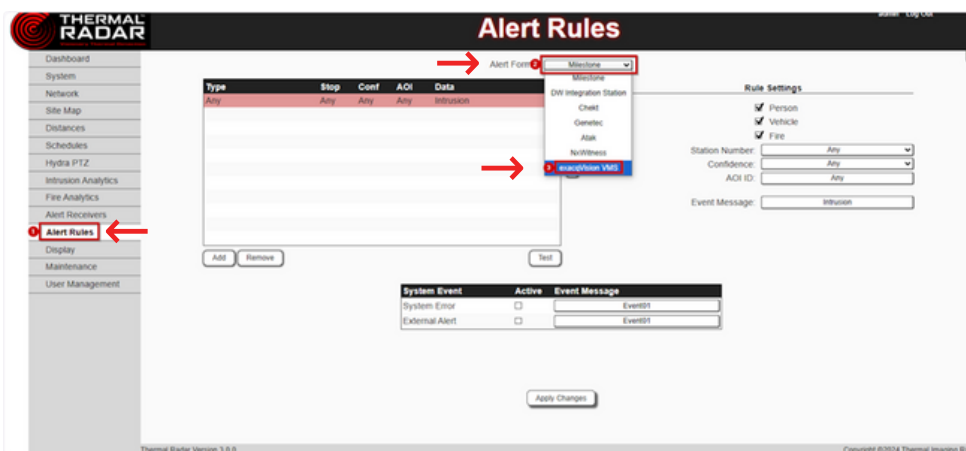 THERMAL
RADAR
Alert Rules
admin Log Out
Dashboard
System
Network
Site Map
Distances
Schedules
Hydra PTZ
Intrusion Analytics
Fire Analytics
Alert Receivers
1 Alert Rules
Display
Maintenance
User Management
Alert Form 2 Milestone
Milestone
DW Integration Station
Chekt
Genetec
Atak
NxWitness
3 exacqVision VMS
Type Stop Conf AOI Data
Any Any Any Any Intrusion
Add Remove Test
Rule Settings
Person
Vehicle
Fire
Station Number: Any
Confidence: Any
AOI ID: Any
Event Message: Intrusion
System Event Active Event Message
System Error Event01
External Alert Event01
Apply Changes
Thermal Radar Version 3.0.0
Copyright ©2024 Thermal Imaging R